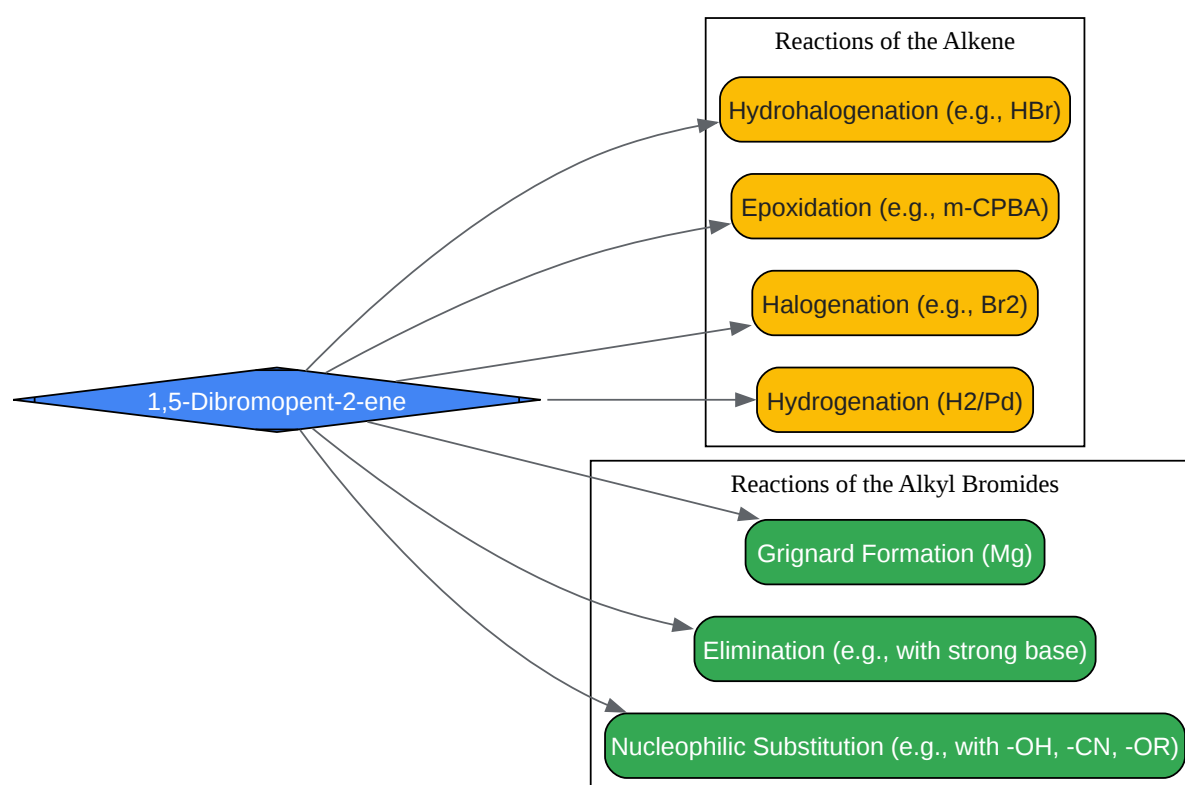 Reactions of the Alkene
Hydrohalogenation (e.g., HBr)
Epoxidation (e.g., m-CPBA)
Halogenation (e.g., Br2)
Hydrogenation (H2/Pd)
1,5-Dibromopent-2-ene
Reactions of the Alkyl Bromides
Grignard Formation (Mg)
Elimination (e.g., with strong base)
Nucleophilic Substitution (e.g., with -OH, -CN, -OR)